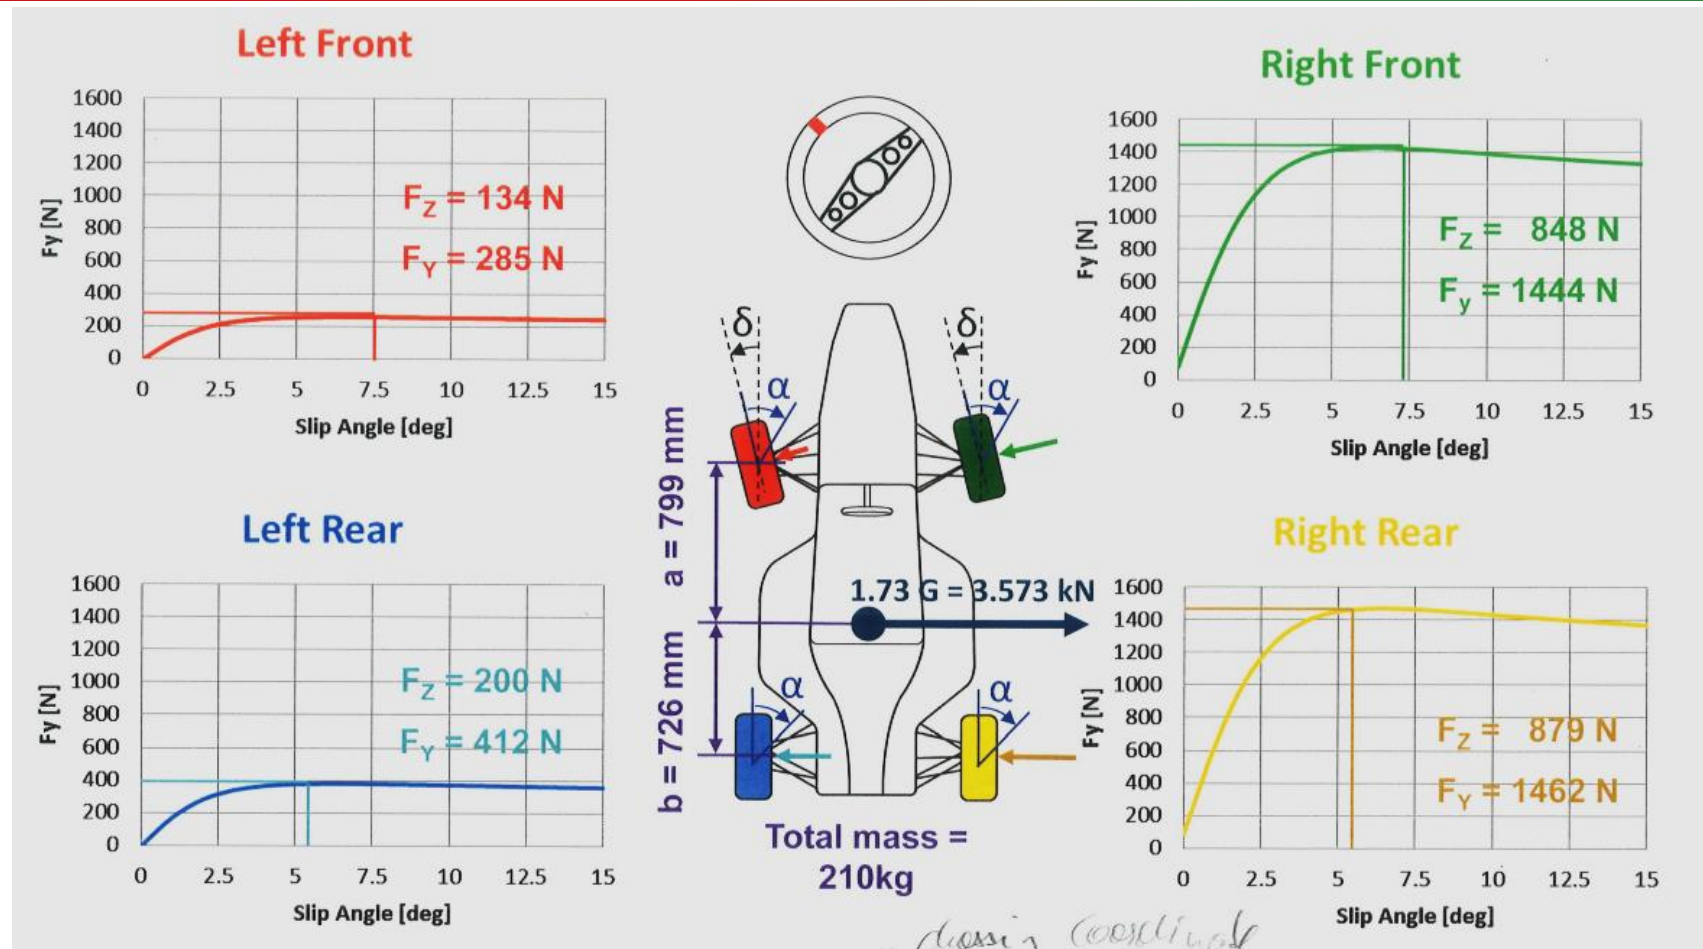 Left Front
1600
1400
1200
1000
800
600
400
200
0
Fy [N]
F_Z = 134 N
F_Y = 285 N
0 2.5 5 7.5 10 12.5 15
Slip Angle [deg]
Right Front
1600
1400
1200
1000
800
600
400
200
0
Fy [N]
F_Z = 848 N
F_y = 1444 N
0 2.5 5 7.5 10 12.5 15
Slip Angle [deg]
δ δ
α α
a = 799 mm
1.73 G = 3.573 kN
b = 726 mm
α α
Total mass =
210kg
Left Rear
1600
1400
1200
1000
800
600
400
200
0
Fy [N]
F_Z = 200 N
F_Y = 412 N
0 2.5 5 7.5 10 12.5 15
Slip Angle [deg]
Right Rear
1600
1400
1200
1000
800
600
400
200
0
Fy [N]
F_Z = 879 N
F_Y = 1462 N
0 2.5 5 7.5 10 12.5 15
Slip Angle [deg]